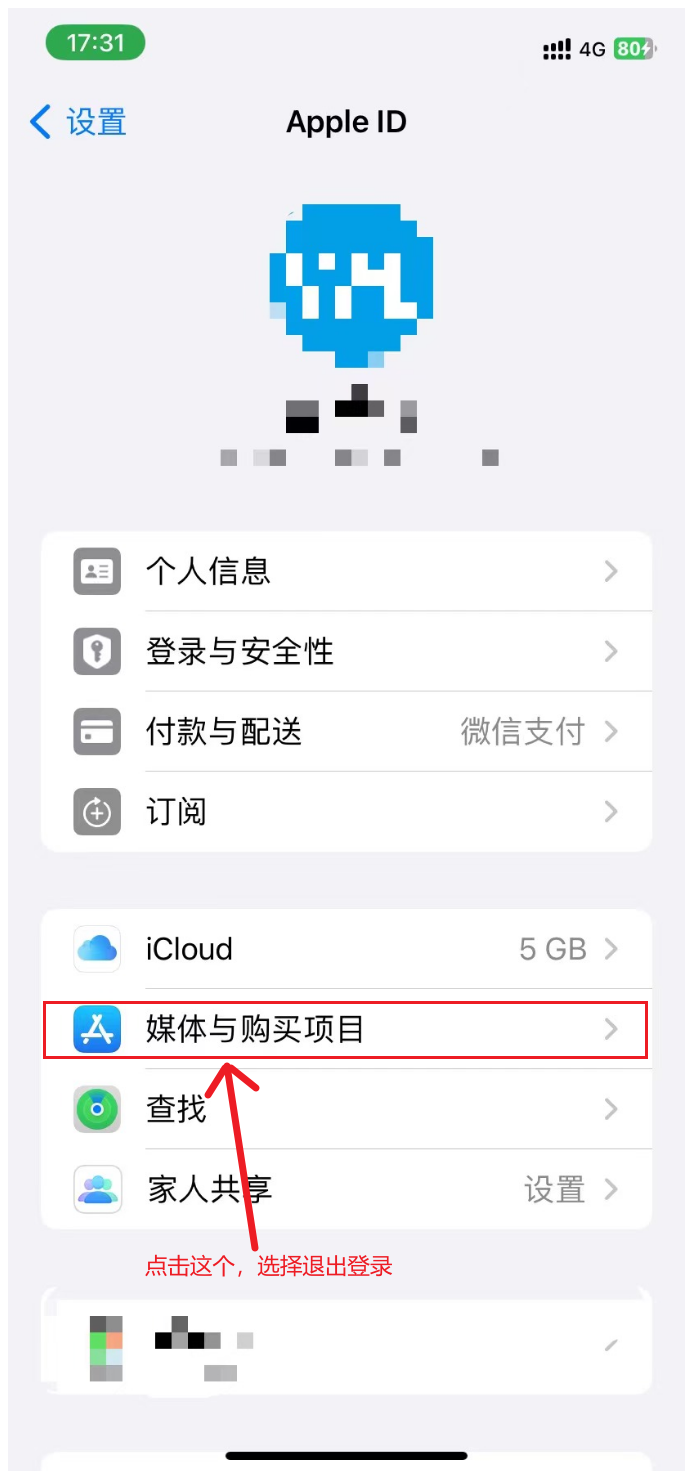 17:31
4G 80
设置
Apple ID
个人信息
登录与安全性
付款与配送 微信支付
订阅
iCloud 5 GB
媒体与购买项目
查找
家人共享 设置
点击这个，选择退出登录